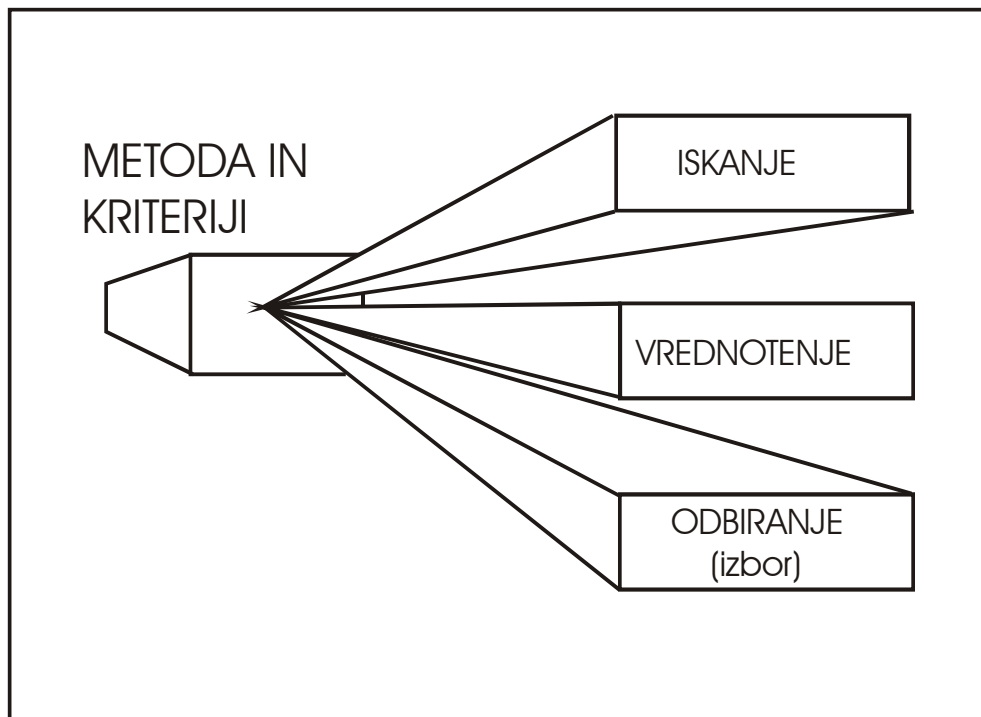 METODA IN
KRITERIJI
ISKANJE
VREDNOTENJE
ODBIRANJE
(izbor)